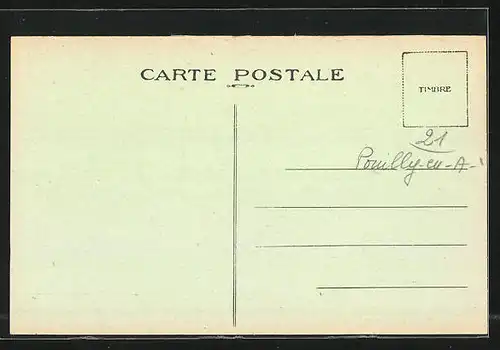 CARTE POSTALE
TIMBRE
21
Pouilly-en-A-